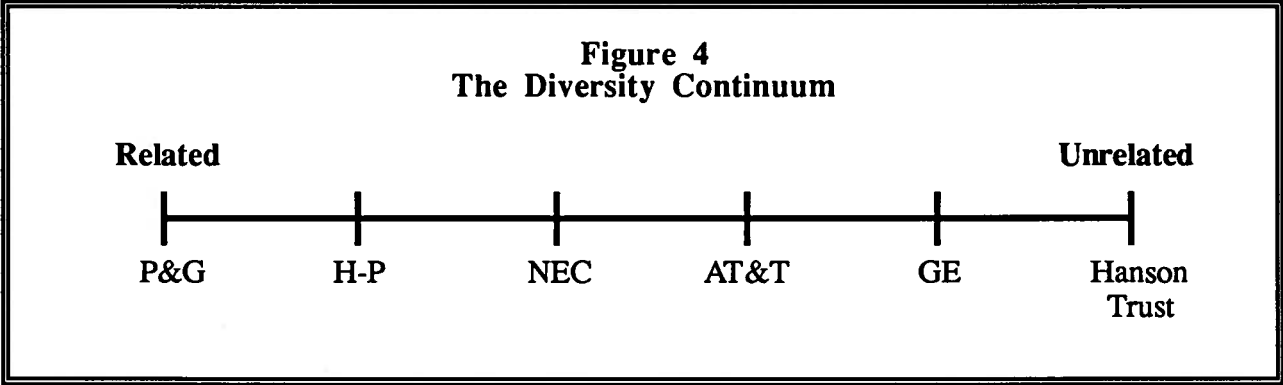 Figure 4
The Diversity Continuum
Related Unrelated
P&G H-P NEC AT&T GE Hanson
Trust